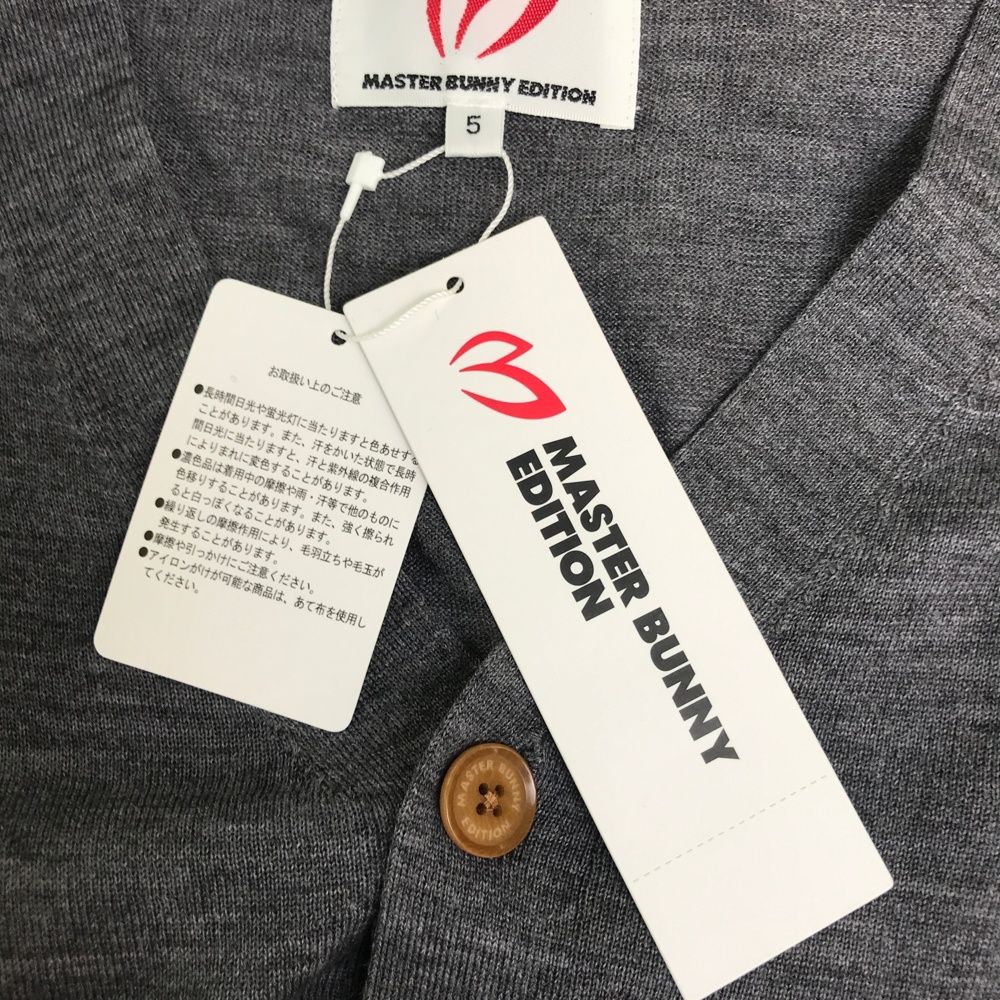 MASTER BUNNY EDITION
5
お取扱い上のご注意
●長時間日光や蛍光灯に当たりますと色あせする
ことがあります。また、汗をかいた状態で長時
間日光に当たりますと、汗と紫外線の複合作用
によりまれに変色することがあります。
●濃色品は着用中の摩擦や雨・汗等で他のものに
色移りすることがあります。また、強く擦られ
ると白っぽくなることがあります。
●繰り返しの摩擦作用により、毛羽立ちや毛玉が
発生することがあります。
●摩擦や引っかけにご注意ください。
●アイロンがけが可能な商品は、あて布を使用し
てください。
MASTER BUNNY
EDITION
MASTER BUNNY
EDITION